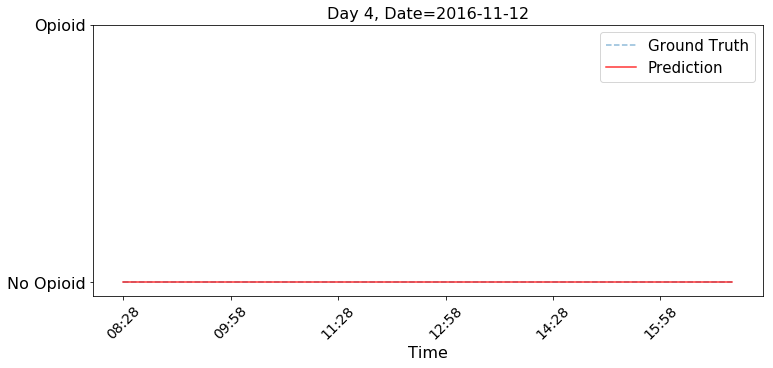 Day 4, Date=2016-11-12
Opioid
Ground Truth
Prediction
No Opioid
08:28 09:58 11:28 12:58 14:28 15:58
Time